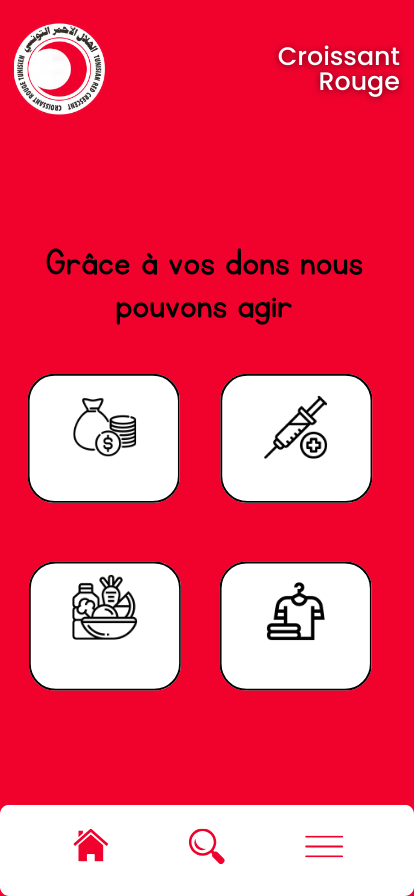 الهلال الأحمر التونسي
TUNISIAN RED CRESCENT
CROISSANT ROUGE TUNISIEN
Croissant
Rouge
Grâce à vos dons nous
pouvons agir
$